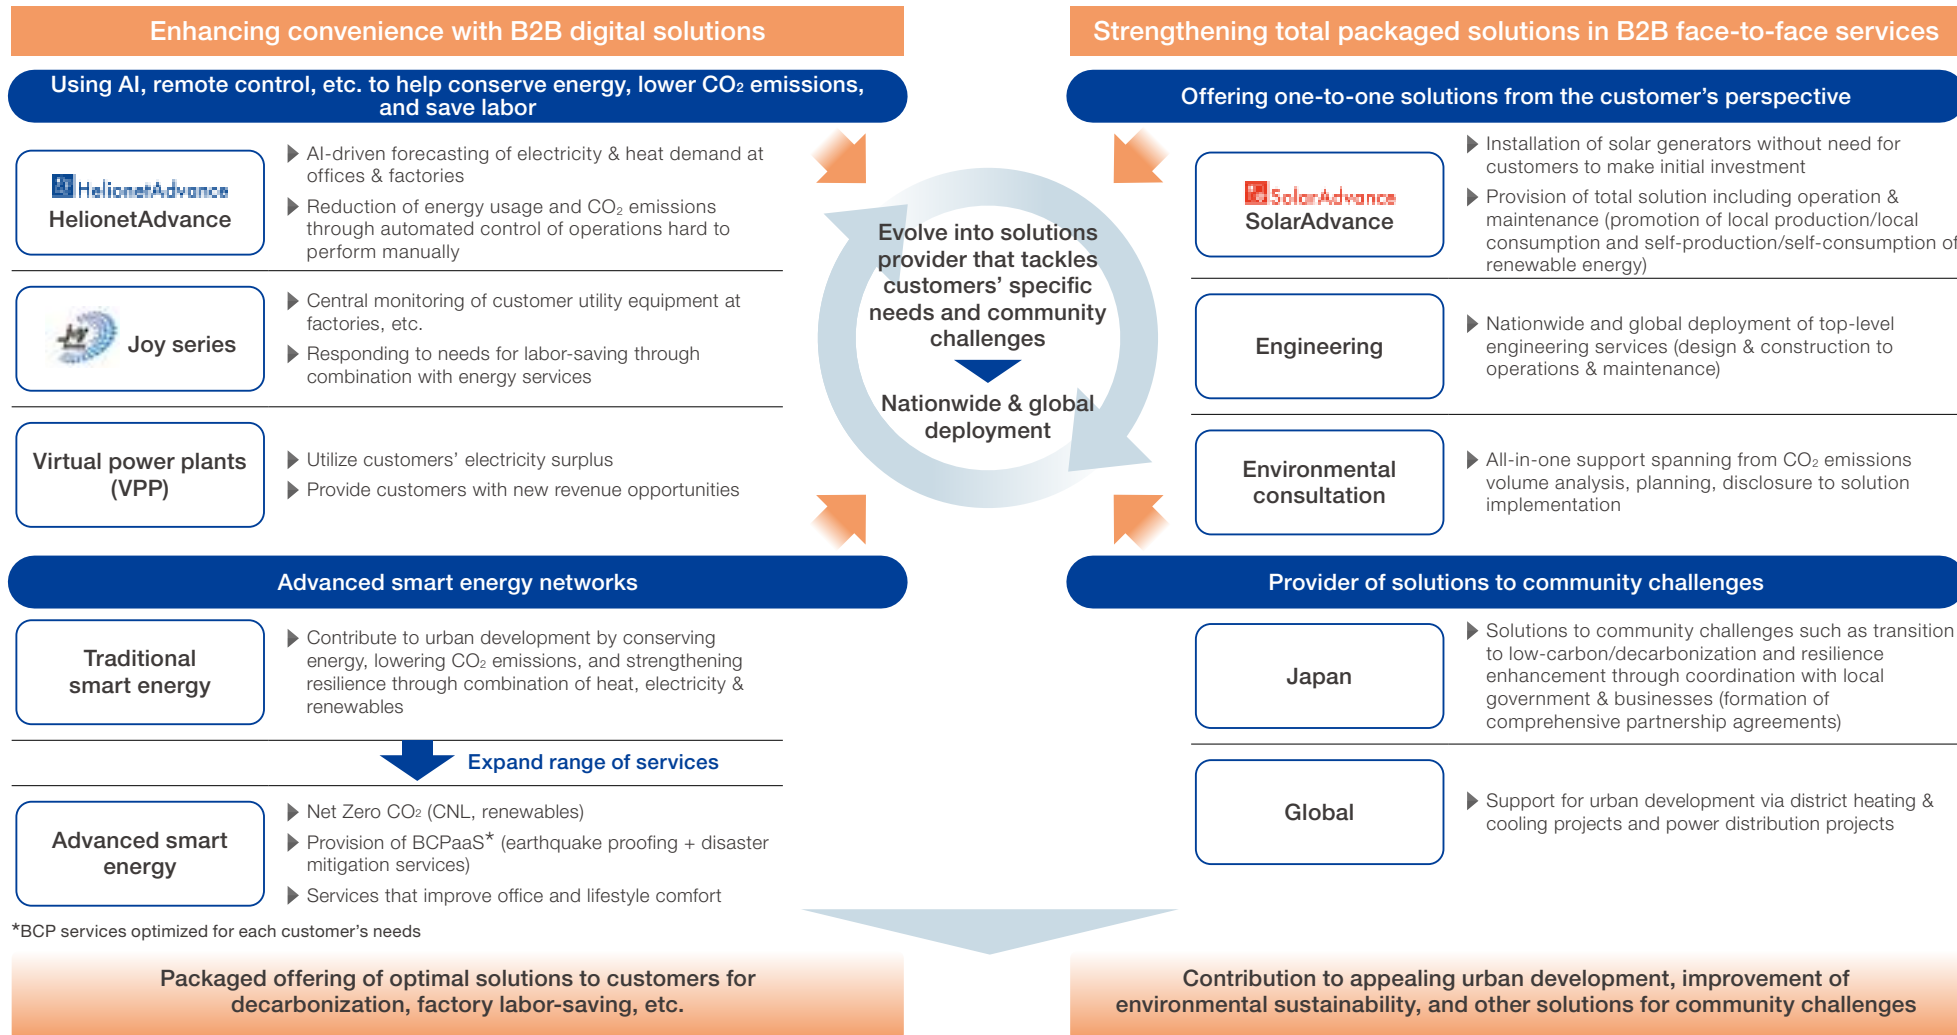 Enhancing convenience with B2B digital solutions
Using AI, remote control, etc. to help conserve energy, lower CO₂ emissions,
and save labor
HelionetAdvance
HelionetAdvance
▶ AI-driven forecasting of electricity & heat demand at
offices & factories
▶ Reduction of energy usage and CO₂ emissions
through automated control of operations hard to
perform manually
Joy series
▶ Central monitoring of customer utility equipment at
factories, etc.
▶ Responding to needs for labor-saving through
combination with energy services
Virtual power plants
(VPP)
▶ Utilize customers' electricity surplus
▶ Provide customers with new revenue opportunities
Advanced smart energy networks
Traditional
smart energy
▶ Contribute to urban development by conserving
energy, lowering CO₂ emissions, and strengthening
resilience through combination of heat, electricity &
renewables
Expand range of services
Advanced smart
energy
▶ Net Zero CO₂ (CNL, renewables)
▶ Provision of BCPaaS* (earthquake proofing + disaster
mitigation services)
▶ Services that improve office and lifestyle comfort
*BCP services optimized for each customer's needs
Packaged offering of optimal solutions to customers for
decarbonization, factory labor-saving, etc.
Evolve into solutions
provider that tackles
customers' specific
needs and community
challenges
Nationwide & global
deployment
Strengthening total packaged solutions in B2B face-to-face services
Offering one-to-one solutions from the customer's perspective
SolarAdvance
SolarAdvance
▶ Installation of solar generators without need for
customers to make initial investment
▶ Provision of total solution including operation &
maintenance (promotion of local production/local
consumption and self-production/self-consumption of
renewable energy)
Engineering
▶ Nationwide and global deployment of top-level
engineering services (design & construction to
operations & maintenance)
Environmental
consultation
▶ All-in-one support spanning from CO₂ emissions
volume analysis, planning, disclosure to solution
implementation
Provider of solutions to community challenges
Japan
▶ Solutions to community challenges such as transition
to low-carbon/decarbonization and resilience
enhancement through coordination with local
government & businesses (formation of
comprehensive partnership agreements)
Global
▶ Support for urban development via district heating &
cooling projects and power distribution projects
Contribution to appealing urban development, improvement of
environmental sustainability, and other solutions for community challenges